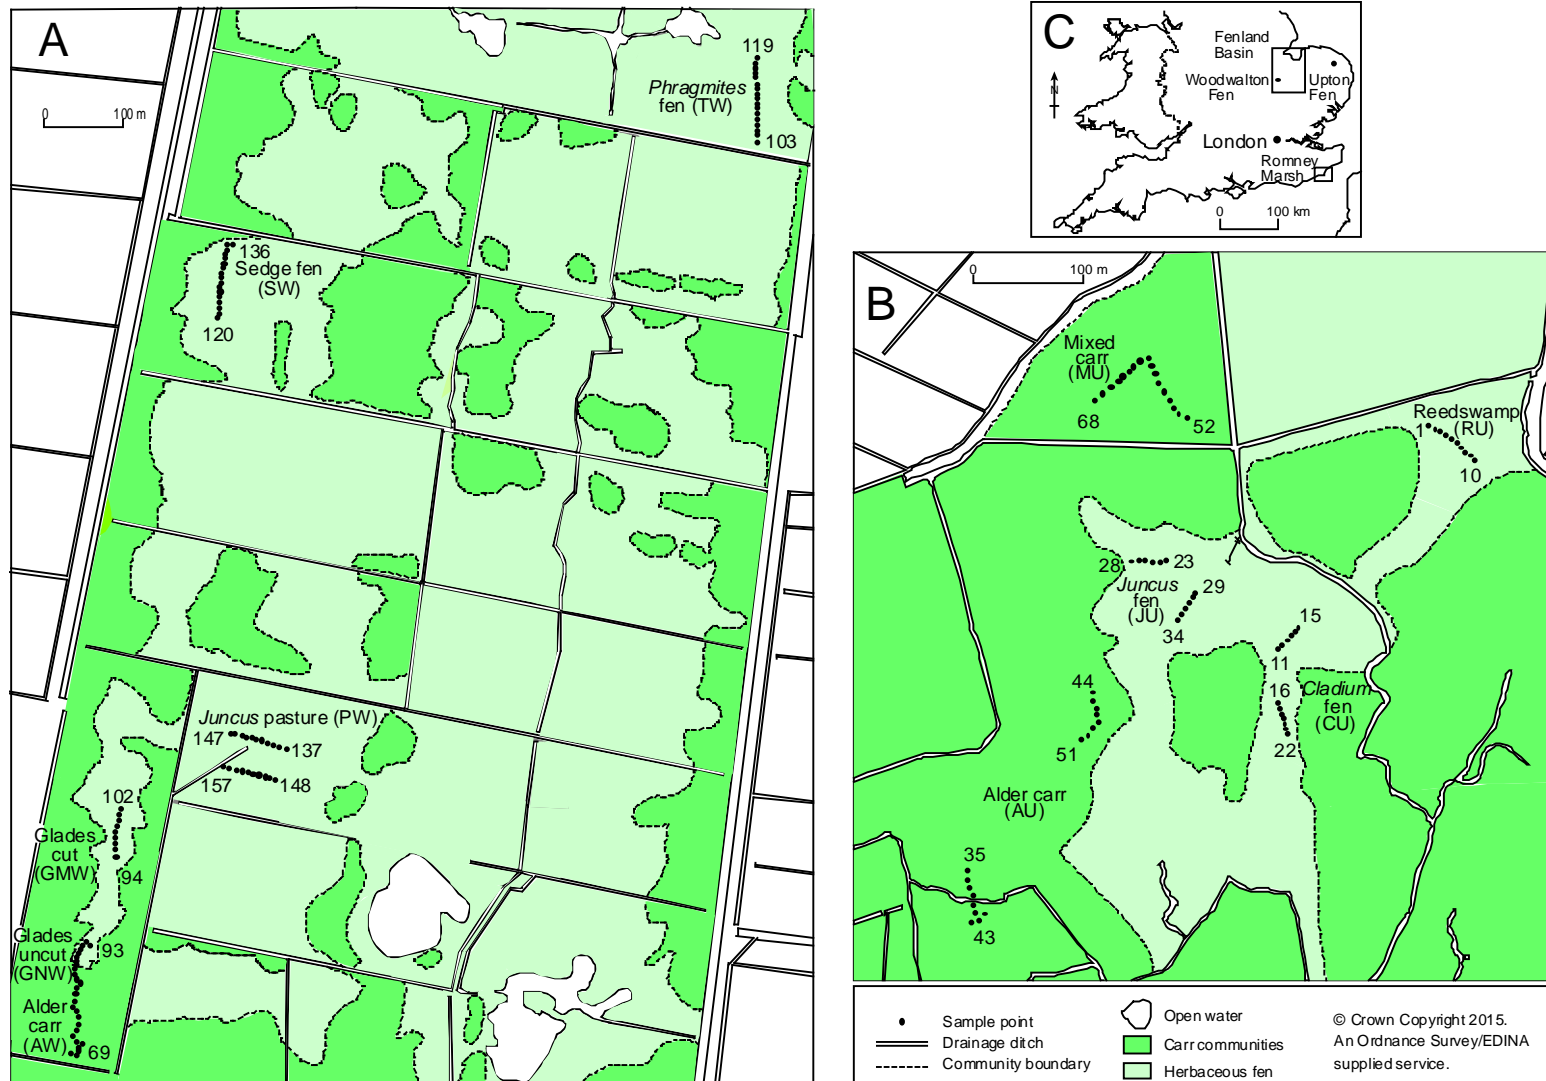 A
0
100 m
119
Phragmites
fen (TW)
103
136
Sedge fen
(SW)
120
Juncus pasture (PW)
147
137
157
148
102
Glades
cut
(GMW)
94
Glades
uncut
(GNW)
93
Alder
carr
(AW)
69
C
N
Fenland
Basin
Woodwalton
Fen
Upton
Fen
London
Romney
Marsh
0
100 km
B
0
100 m
Mixed
carr
(MU)
68
52
Reedswamp
(RU)
1
10
28
23
Juncus
fen
(JU)
29
34
15
11
16
Cladium
fen
(CU)
22
44
51
Alder carr
(AU)
35
43
Sample point
Drainage ditch
Community boundary
Open water
Carr communities
Herbaceous fen
© Crown Copyright 2015.
An Ordnance Survey/EDINA
supplied service.